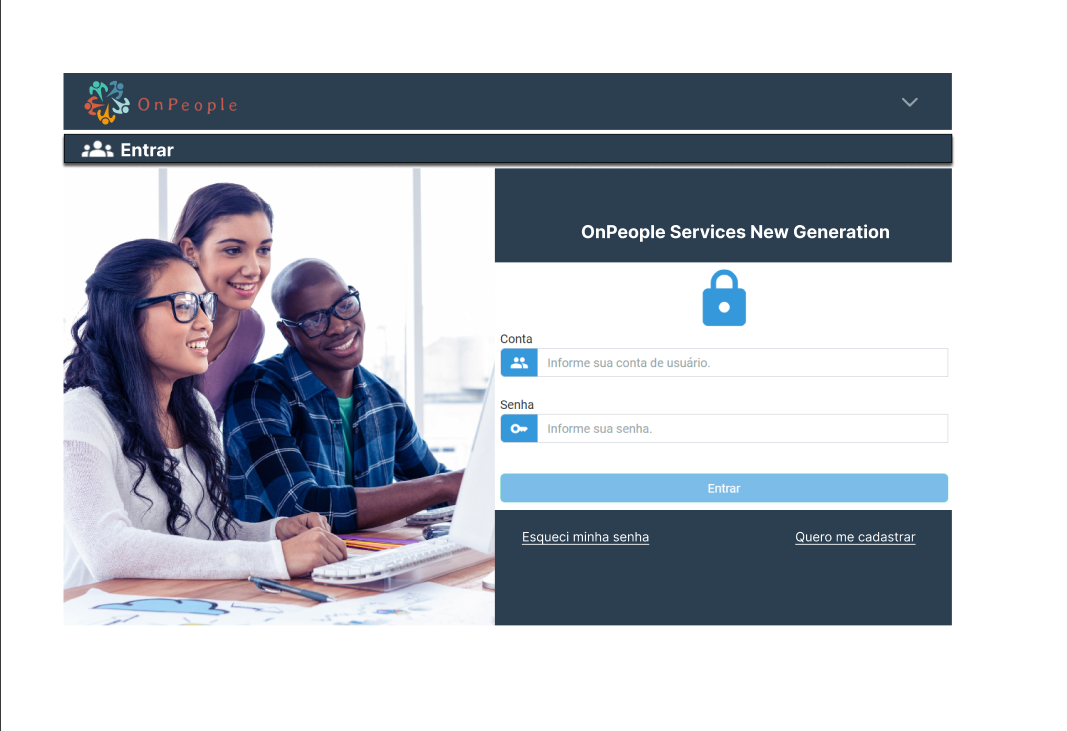 OnPeople
Entrar
OnPeople Services New Generation
Conta
Informe sua conta de usuário.
Senha
Informe sua senha.
Entrar
Esqueci minha senha
Quero me cadastrar